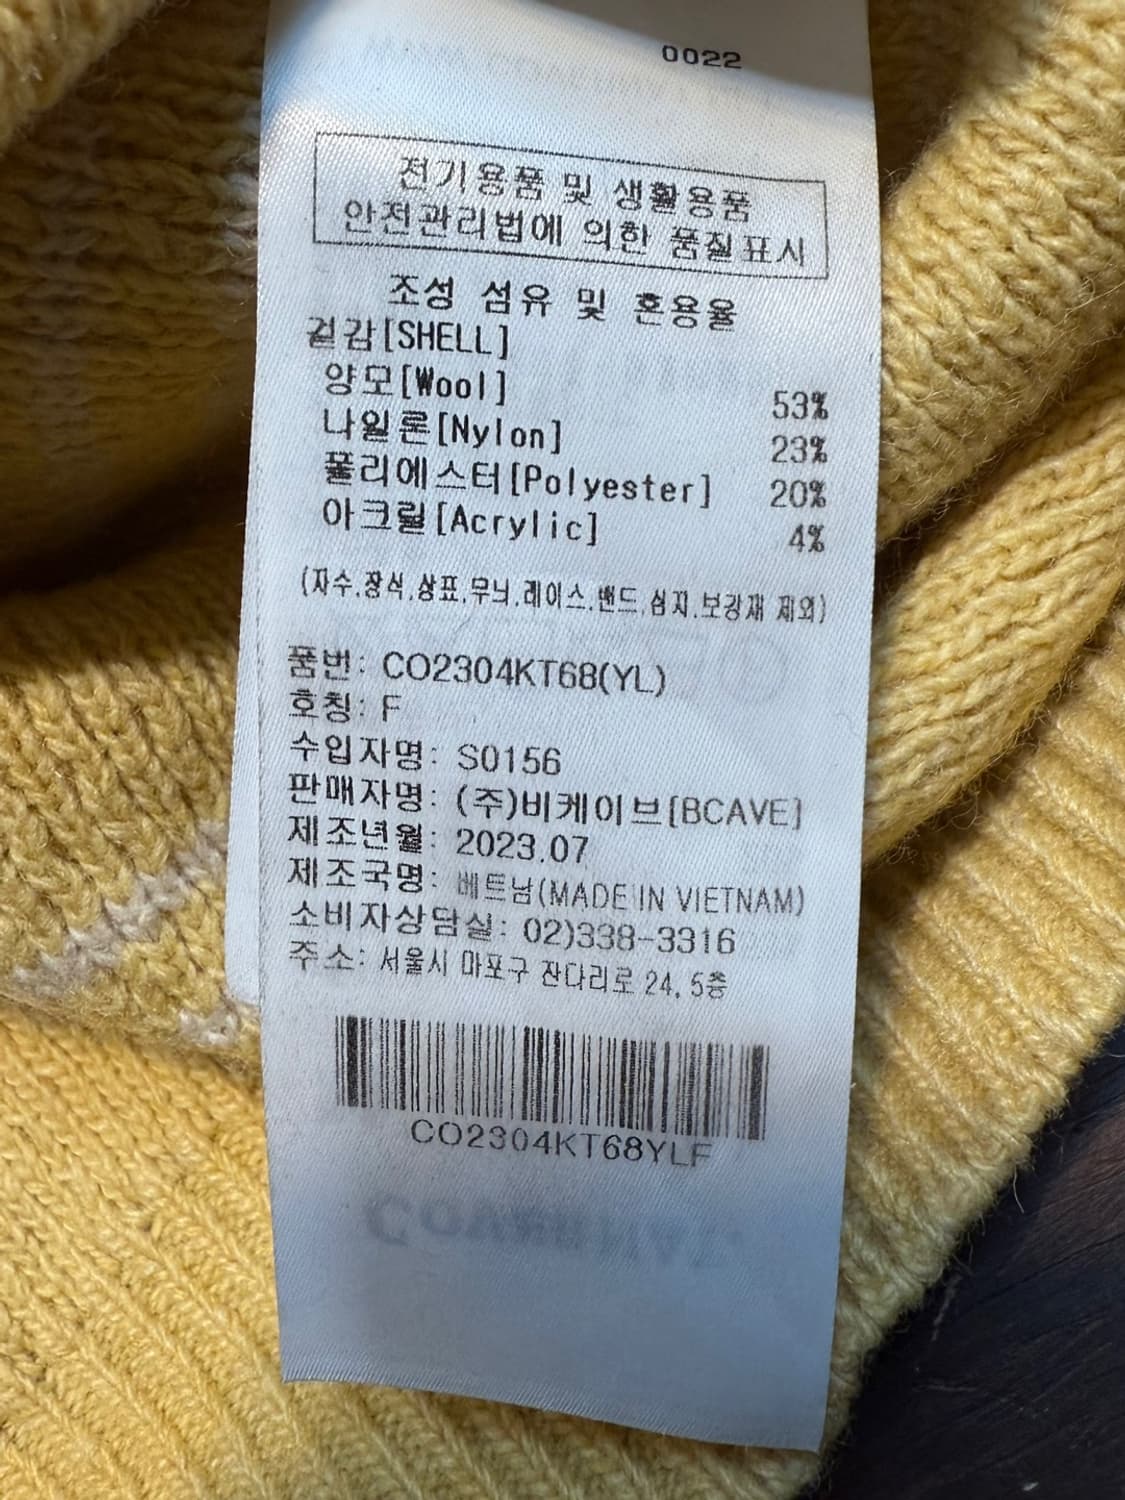 0022
전기용품 및 생활용품
안전관리법에 의한 품질표시
조성 섬유 및 혼용율
겉감[SHELL]
양모[Wool] 53%
나일론[Nylon] 23%
폴리에스터[Polyester] 20%
아크릴[Acrylic] 4%
(자수.장식.상표.무늬.레이스.밴드.심지.보강재 제외)
품번: CO2304KT68(YL)
호칭: F
수입자명: S0156
판매자명: (주)비케이브[BCAVE]
제조년월: 2023.07
제조국명: 베트남(MADE IN VIETNAM)
소비자상담실: 02)338-3316
주소: 서울시 마포구 잔다리로 24, 5층
CO2304KT68YLF